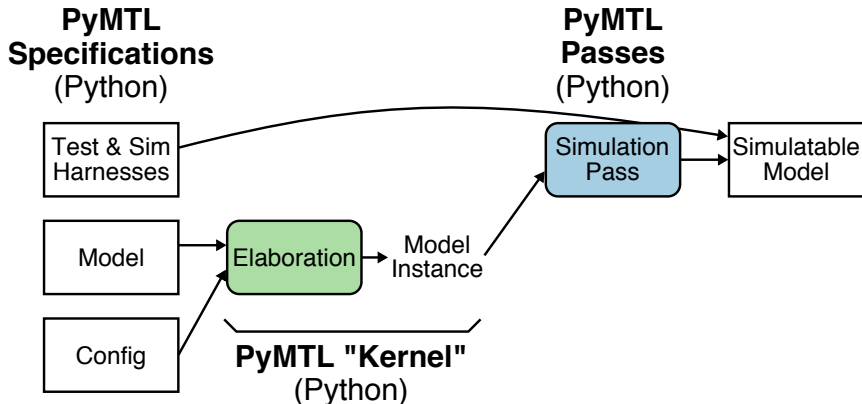 PyMTL
Specifications
(Python)
PyMTL
Passes
(Python)
Test & Sim
Harnesses
Simulation
Pass
Simulatable
Model
Model
Elaboration
Model
Instance
Config
PyMTL "Kernel"
(Python)